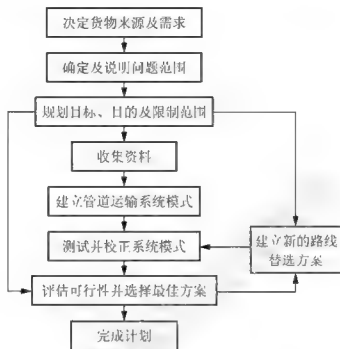 决定货物来源及需求
确定及说明问题范围
规划目标、目的及限制范围
收集资料
建立管道运输系统模式
测试并校正系统模式
建立新的路线
替选方案
评估可行性并选择最佳方案
完成计划